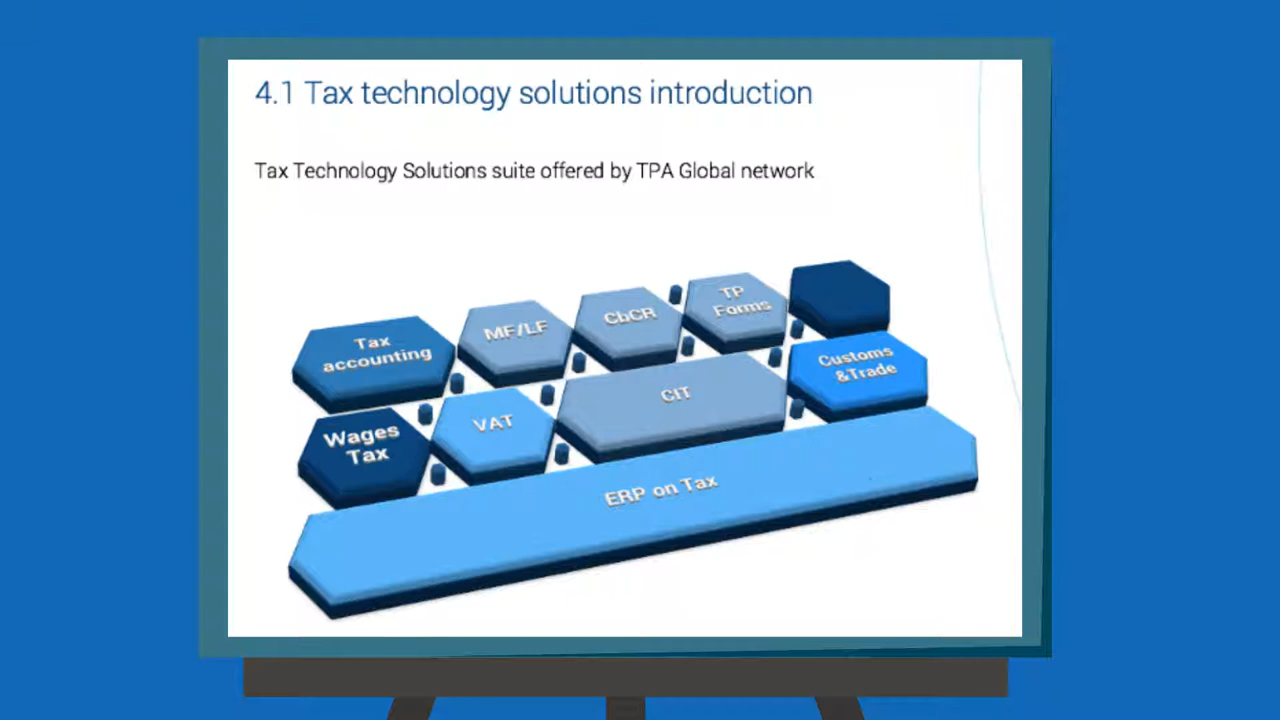 4.1 Tax technology solutions introduction
Tax Technology Solutions suite offered by TPA Global network
Tax
accounting
MF/LF
CbCR
TP
Forms
Wages
Tax
VAT
CIT
Customs
&Trade
ERP on Tax